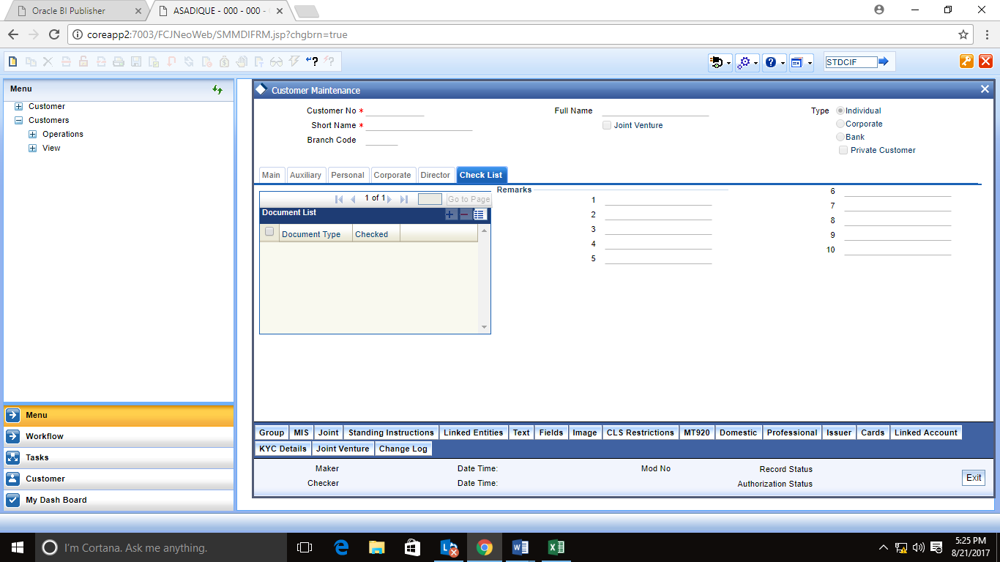 Oracle BI Publisher
ASADIQUE - 000 - 000 -
coreapp2:7003/FCJNeoWeb/SMMDIFRM.jsp?chgbrn=true
STDCIF
Menu
Customer
Customers
Operations
View
Customer Maintenance
Customer No *
Full Name
Type
Individual
Short Name *
Joint Venture
Corporate
Branch Code
Bank
Private Customer
Main Auxiliary Personal Corporate Director Check List
1 of 1 Go to Page
Document List
Document Type Checked
Remarks
1
2
3
4
5
6
7
8
9
10
Menu
Workflow
Tasks
Customer
My Dash Board
Group MIS Joint Standing Instructions Linked Entities Text Fields Image CLS Restrictions MT920 Domestic Professional Issuer Cards Linked Account
KYC Details Joint Venture Change Log
Maker Date Time: Mod No Record Status
Checker Date Time: Authorization Status
Exit
I'm Cortana. Ask me anything.
5:25 PM
8/21/2017